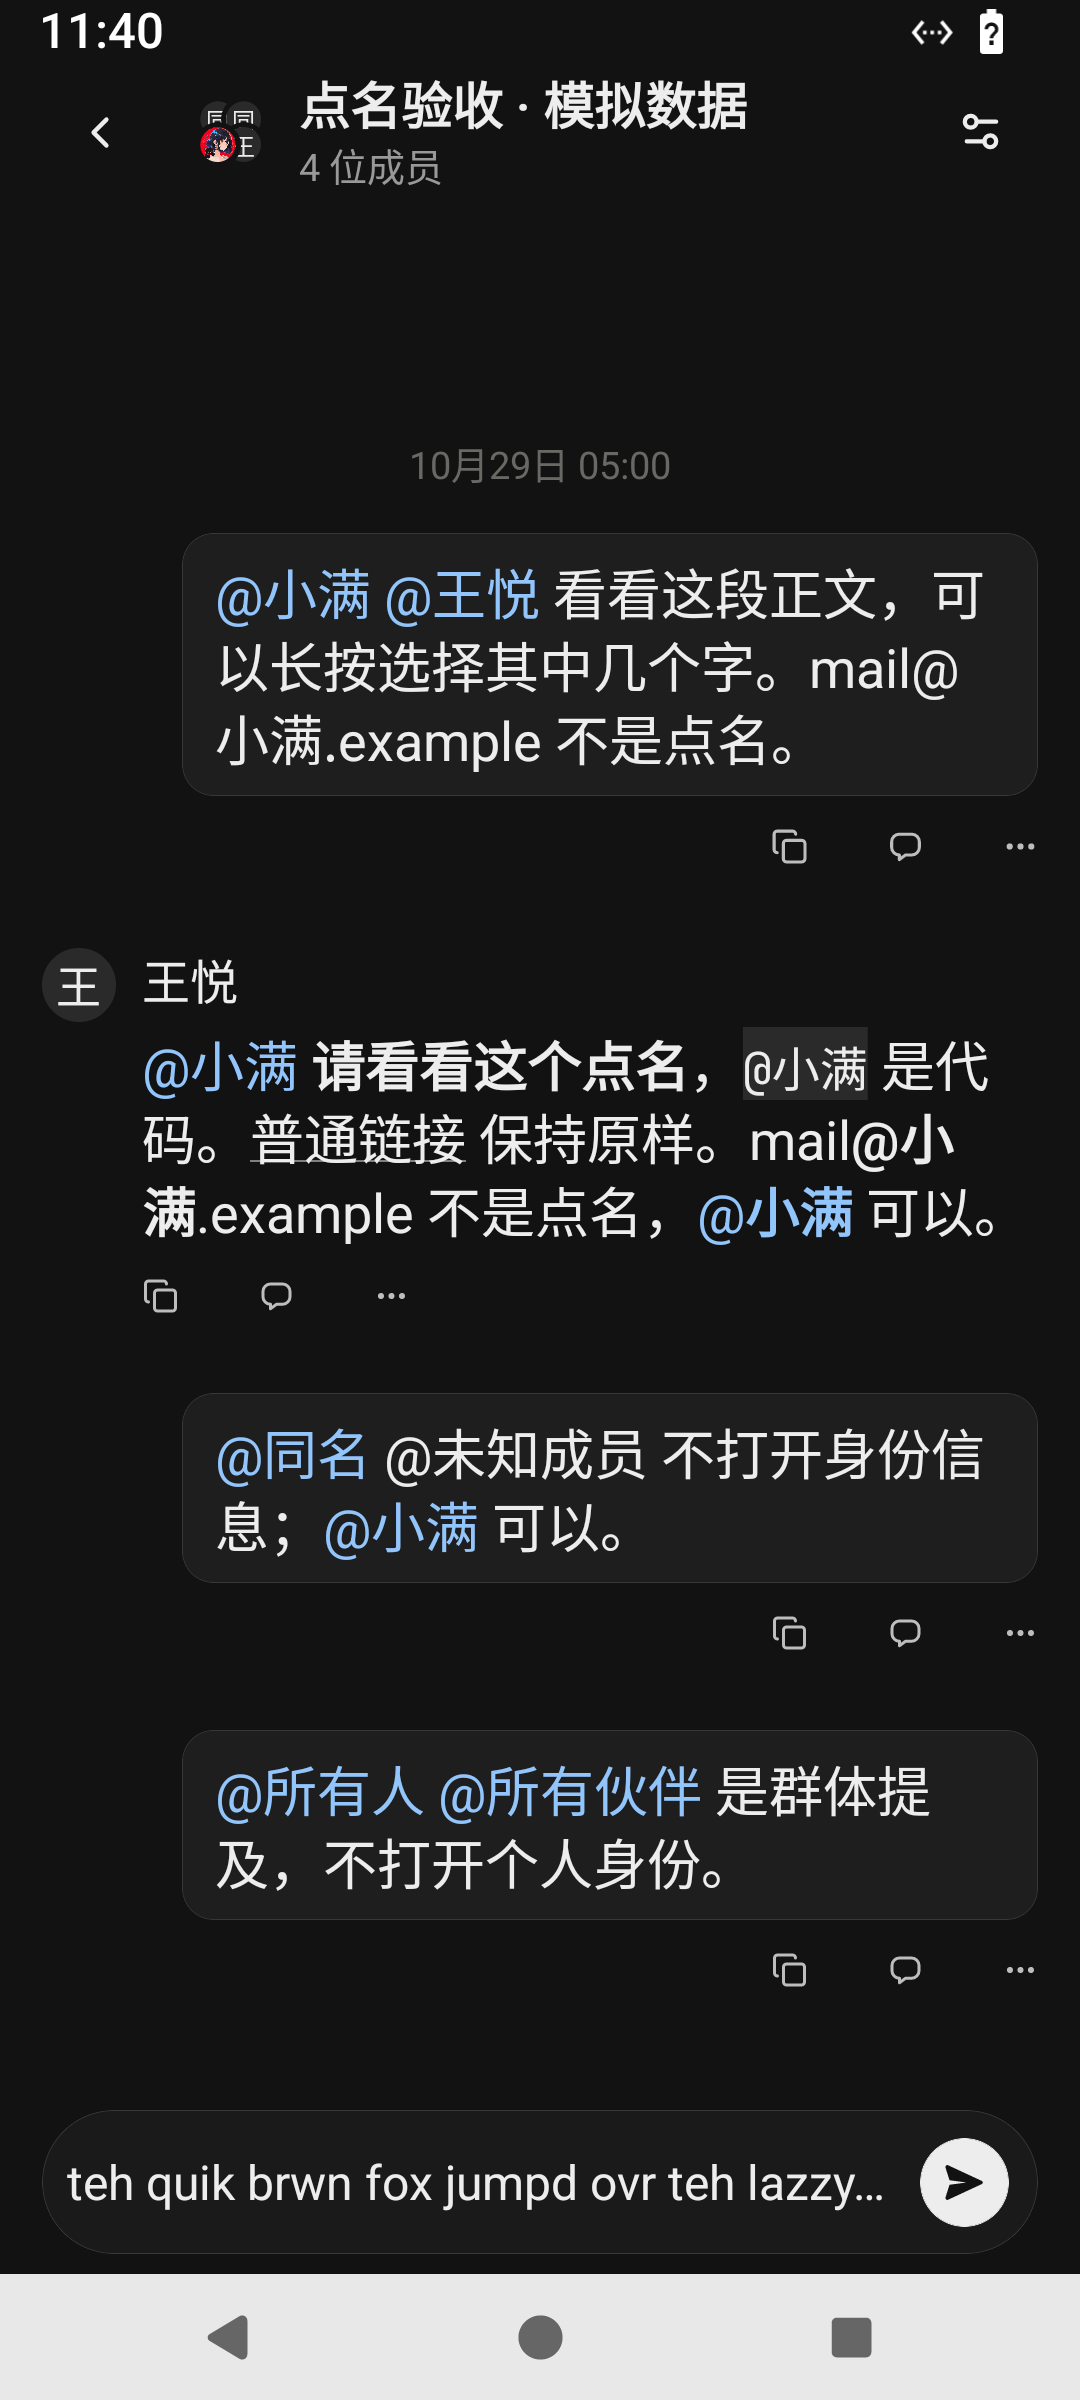 11:40
点名验收 · 模拟数据
4 位成员
王
10月29日 05:00
@小满 @王悦 看看这段正文，可
以长按选择其中几个字。mail@
小满.example 不是点名。
王
王悦
@小满 请看看这个点名，@小满 是代
码。普通链接 保持原样。mail@小
满.example 不是点名，@小满 可以。
@同名 @未知成员 不打开身份信
息；@小满 可以。
@所有人 @所有伙伴 是群体提
及，不打开个人身份。
teh quik brwn fox jumpd ovr teh lazzy…